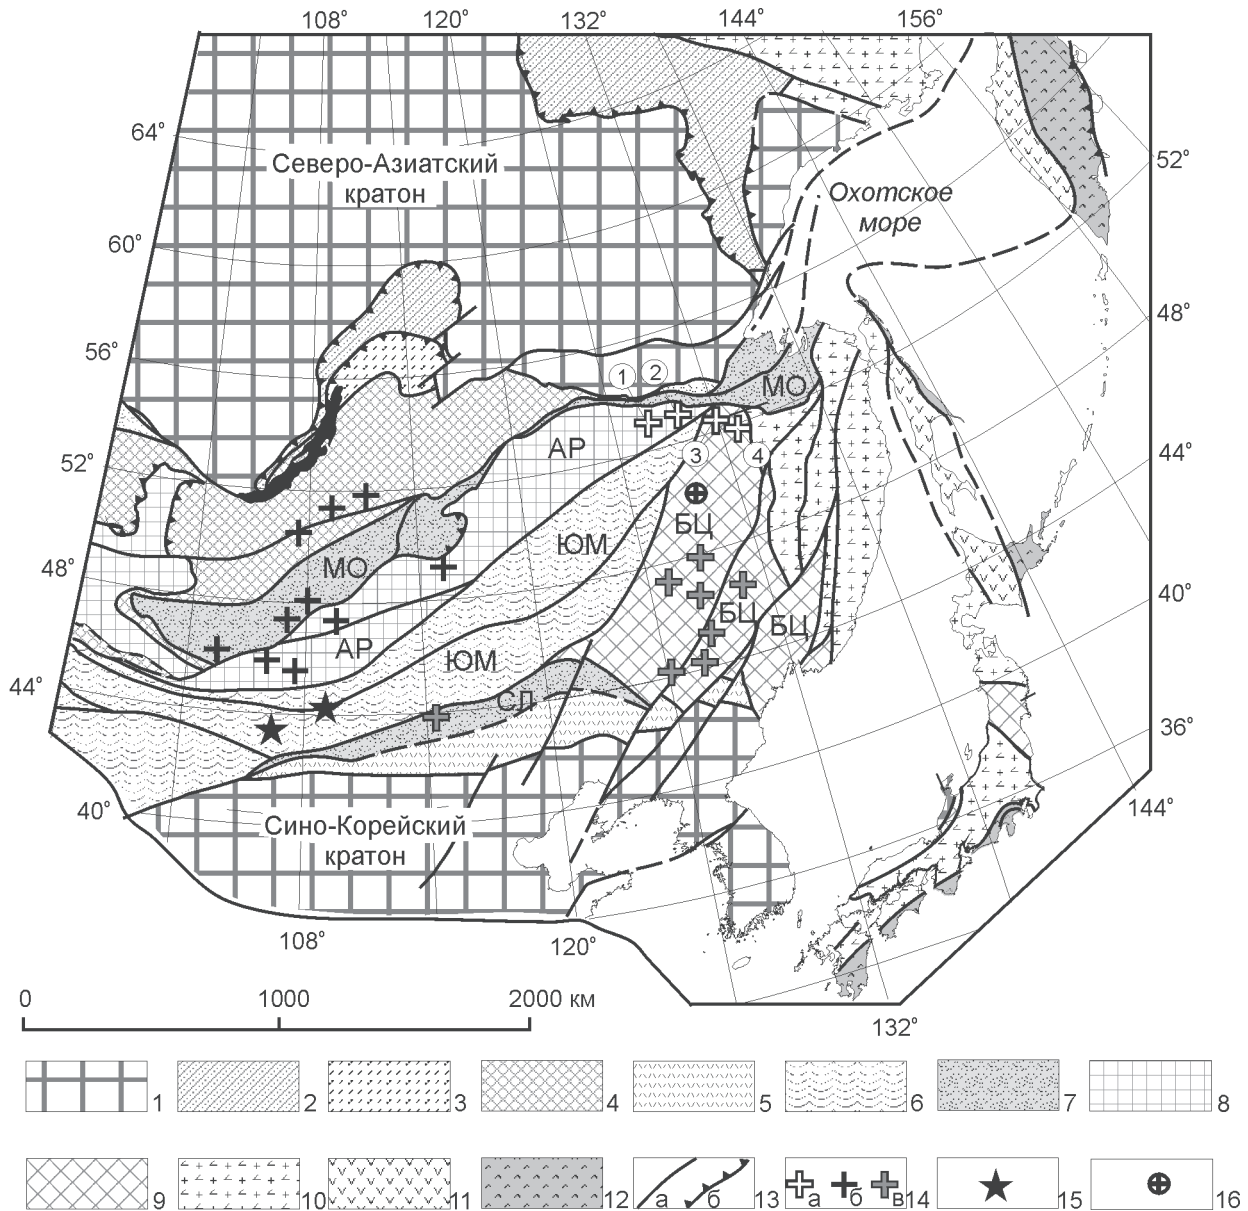 108° 120° 132° 144° 156°
64°
Северо-Азиатский
кратон
52°
Охотское
море
60°
48°
56°
1 2
МО
52°
АР
3 4
44°
БЦ
ЮМ
48°
МО
40°
БЦ БЦ
АР
ЮМ
44°
СЛ
36°
40°
144°
Сино-Корейский
кратон
108° 120°
132°
0 1000 2000 км
1 2 3 4 5 6 7 8
9 10 11 12 а б 13 а б в 14 15 16